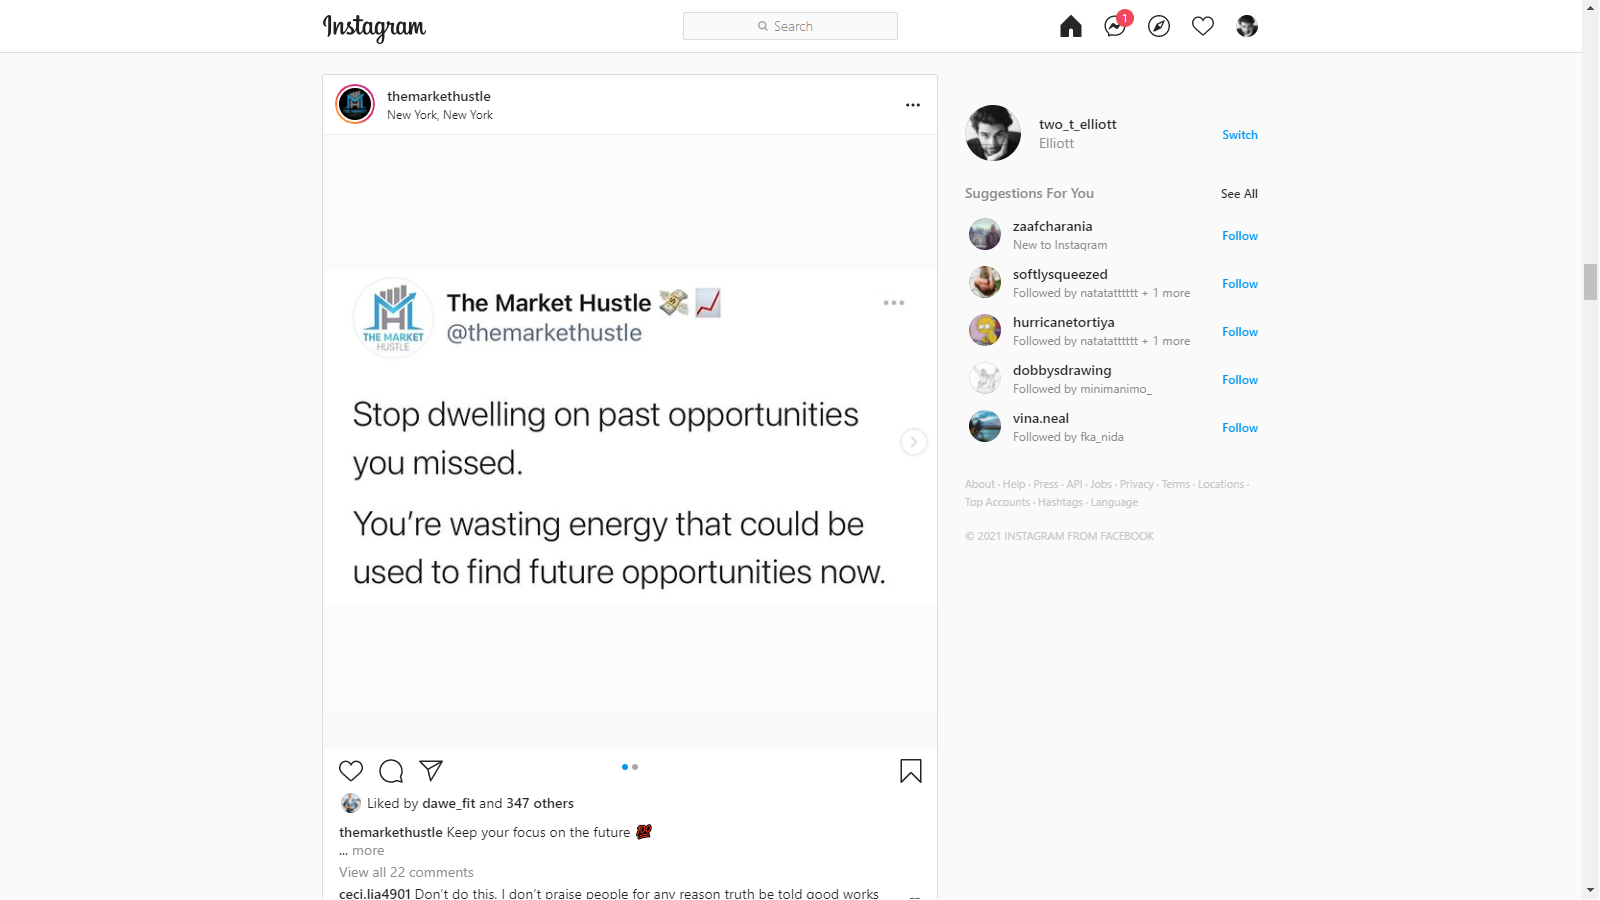 Instagram
Search
1
themarkethustle
New York, New York
The Market Hustle 💸 📈
@themarkethustle
THE MARKET
HUSTLE
Stop dwelling on past opportunities
you missed.
You're wasting energy that could be
used to find future opportunities now.
Liked by dawe_fit and 347 others
themarkethustle Keep your focus on the future 💯
... more
View all 22 comments
ceci.lia4901 Don't do this, I don't praise people for any reason truth be told good works
two_t_elliott
Elliott
Switch
Suggestions For You
See All
zaafcharania
New to Instagram
Follow
softlysqueezed
Followed by natatatttttt + 1 more
Follow
hurricanetortiya
Followed by natatatttttt + 1 more
Follow
dobbysdrawing
Followed by minimanimo_
Follow
vina.neal
Followed by fka_nida
Follow
About · Help · Press · API · Jobs · Privacy · Terms · Locations ·
Top Accounts · Hashtags · Language
© 2021 INSTAGRAM FROM FACEBOOK